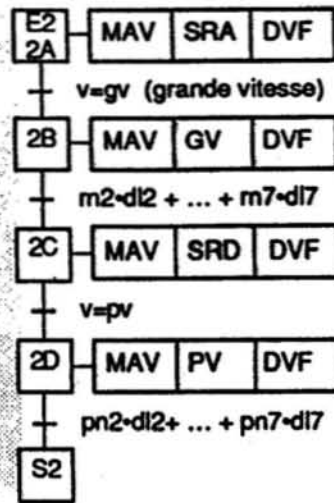 E2
2A MAV SRA DVF
v=gv (grande vitesse)
2B MAV GV DVF
m2•dl2 + ... + m7•dl7
2C MAV SRD DVF
v=pv
2D MAV PV DVF
pn2•dl2+ ... + pn7•dl7
S2